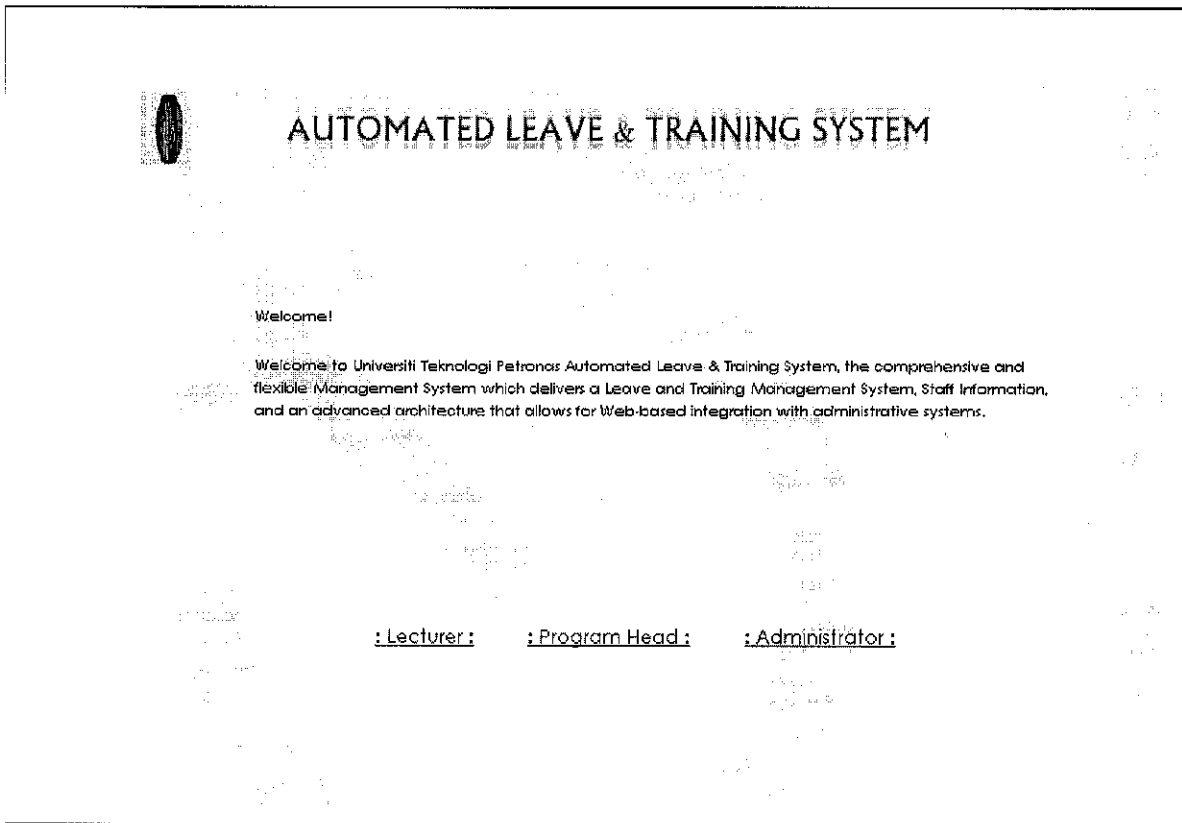 AUTOMATED LEAVE & TRAINING SYSTEM
Welcome!
Welcome to Universiti Teknologi Petronas Automated Leave & Training System, the comprehensive and
flexible Management System which delivers a Leave and Training Management System, Staff Information,
and an advanced architecture that allows for Web-based integration with administrative systems.
: Lecturer : : Program Head : : Administrator :